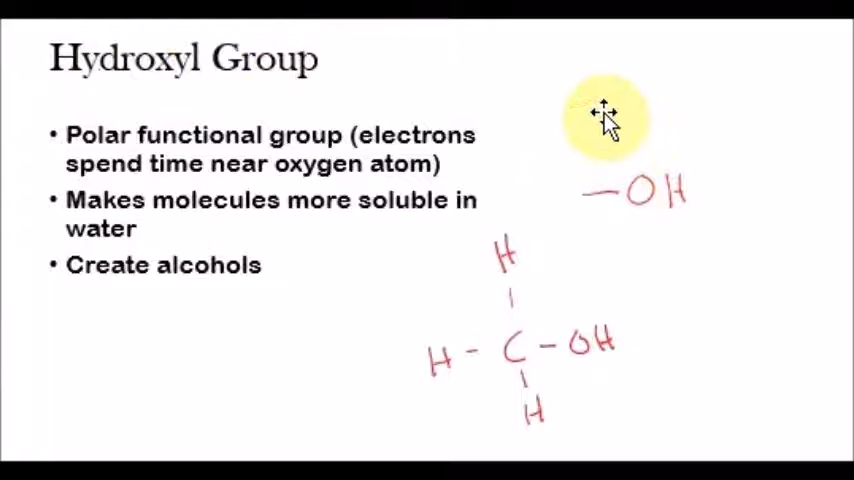 Hydroxyl Group
• Polar functional group (electrons
spend time near oxygen atom)
• Makes molecules more soluble in
water
• Create alcohols
—OH
H
|
H - C - OH
|
H